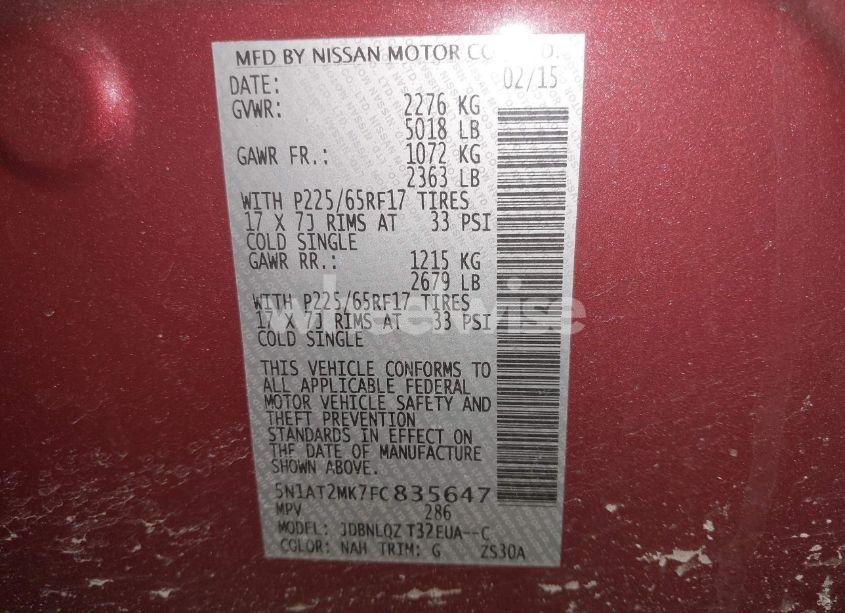 MFD BY NISSAN MOTOR CO., LTD.
DATE: 02/15
GVWR: 2276 KG
5018 LB
GAWR FR.: 1072 KG
2363 LB
WITH P225/65RF17 TIRES
17 X 7J RIMS AT 33 PSI
COLD SINGLE
GAWR RR.: 1215 KG
2679 LB
WITH P225/65RF17 TIRES
17 X 7J RIMS AT 33 PSI
COLD SINGLE
wheelwise
THIS VEHICLE CONFORMS TO
ALL APPLICABLE FEDERAL
MOTOR VEHICLE SAFETY AND
THEFT PREVENTION
STANDARDS IN EFFECT ON
THE DATE OF MANUFACTURE
SHOWN ABOVE.
5N1AT2MK7FC835647
MPV 286
MODEL: JDBNLQZ T32EUA--C
COLOR: NAH TRIM: G ZS30A